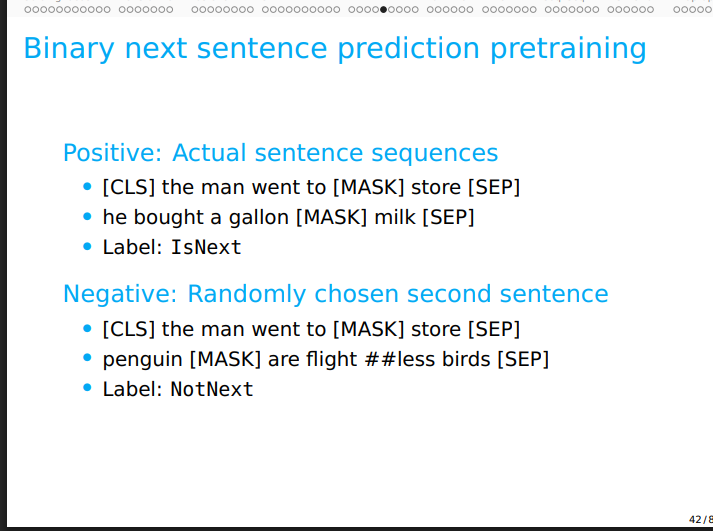 Binary next sentence prediction pretraining
Positive: Actual sentence sequences
[CLS] the man went to [MASK] store [SEP]
he bought a gallon [MASK] milk [SEP]
Label: IsNext
Negative: Randomly chosen second sentence
[CLS] the man went to [MASK] store [SEP]
penguin [MASK] are flight ##less birds [SEP]
Label: NotNext
42 / 8